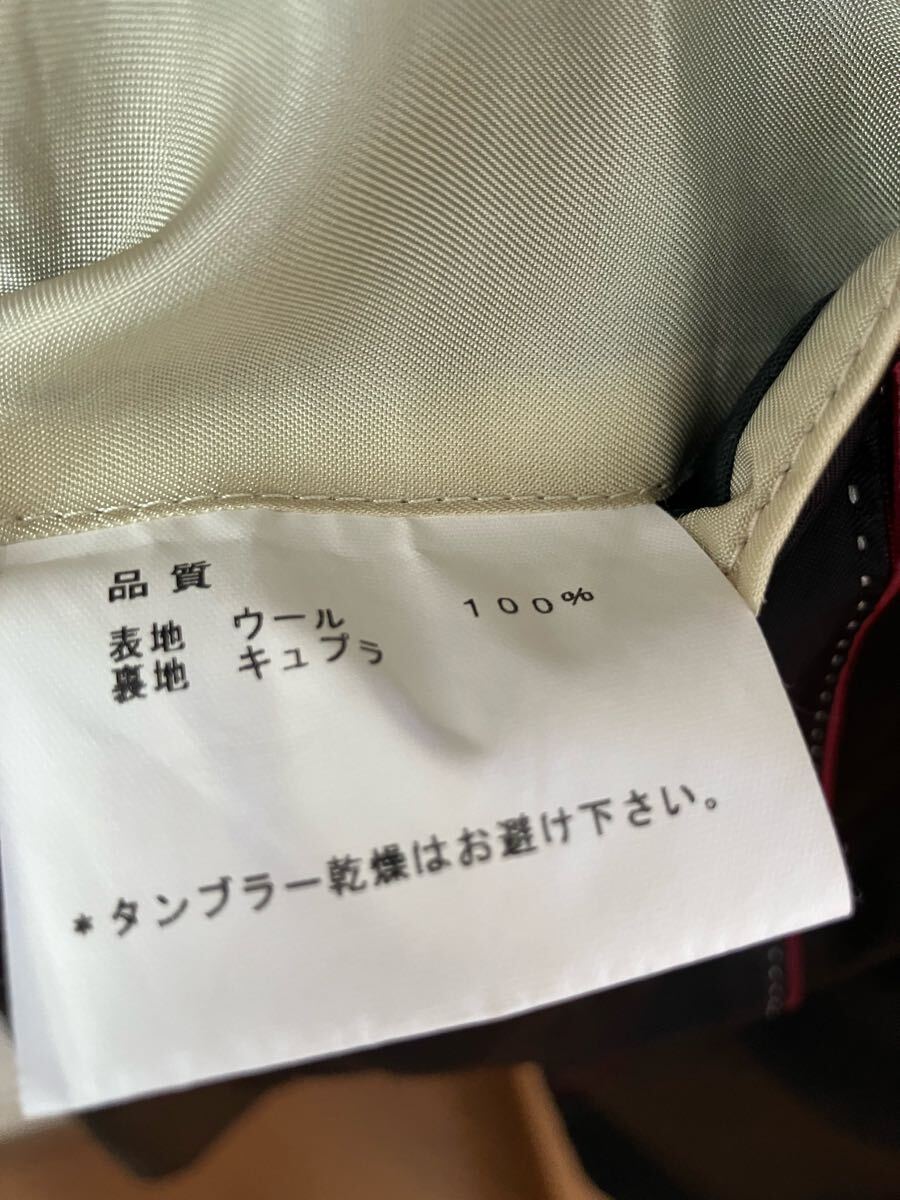 品質
表地 ウール 100%
裏地 キュプラ
*タンブラー乾燥はお避け下さい。